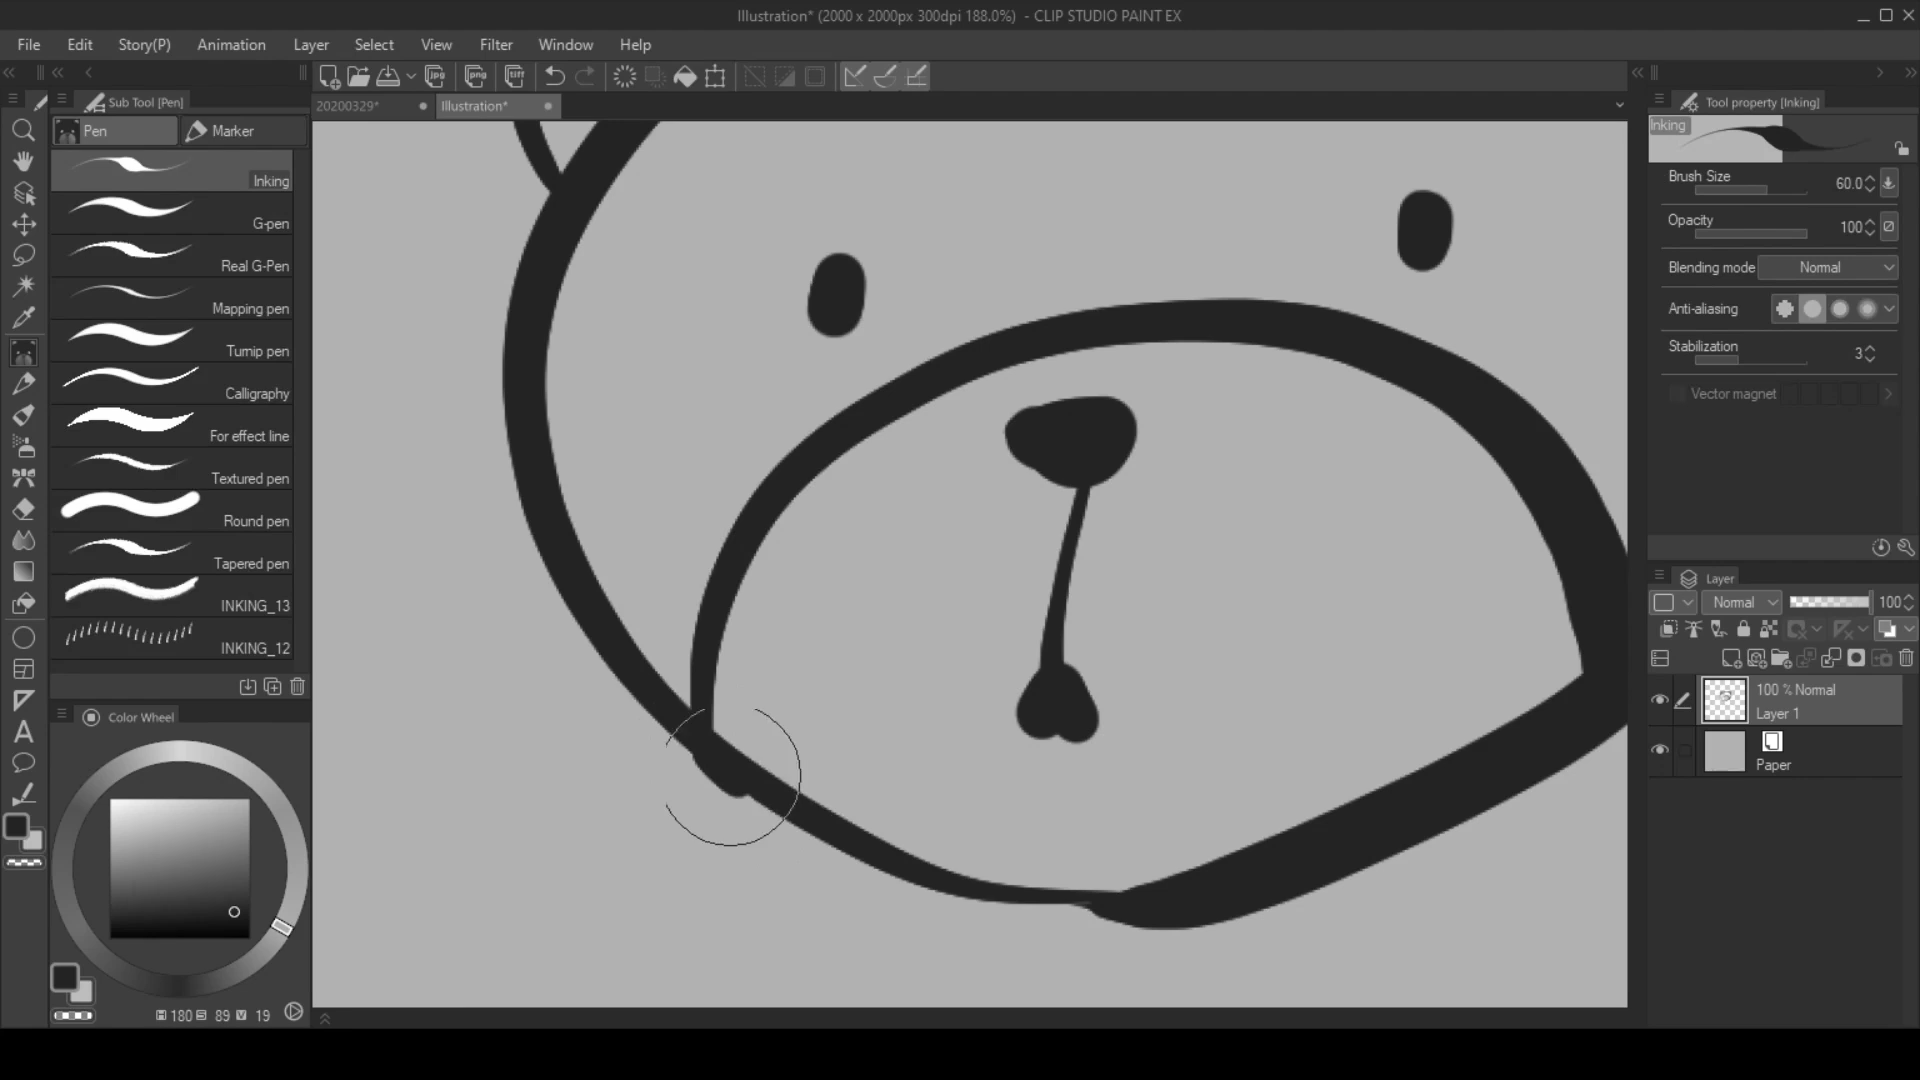 Illustration* (2000 x 2000px 300dpi 188.0%) - CLIP STUDIO PAINT EX
File Edit Story(P) Animation Layer Select View Filter Window Help
jpg png tiff
Sub Tool [Pen]
20200329* Illustration*
Tool property [Inking]
Pen Marker
Inking
G-pen
Real G-Pen
Mapping pen
Turnip pen
Calligraphy
For effect line
Textured pen
Round pen
Tapered pen
INKING_13
INKING_12
Color Wheel
H 180 S 89 V 19
Inking
Brush Size 60.0
Opacity 100
Blending mode Normal
Anti-aliasing
Stabilization 3
Vector magnet
Layer
Normal 100
100 % Normal
Layer 1
Paper
A